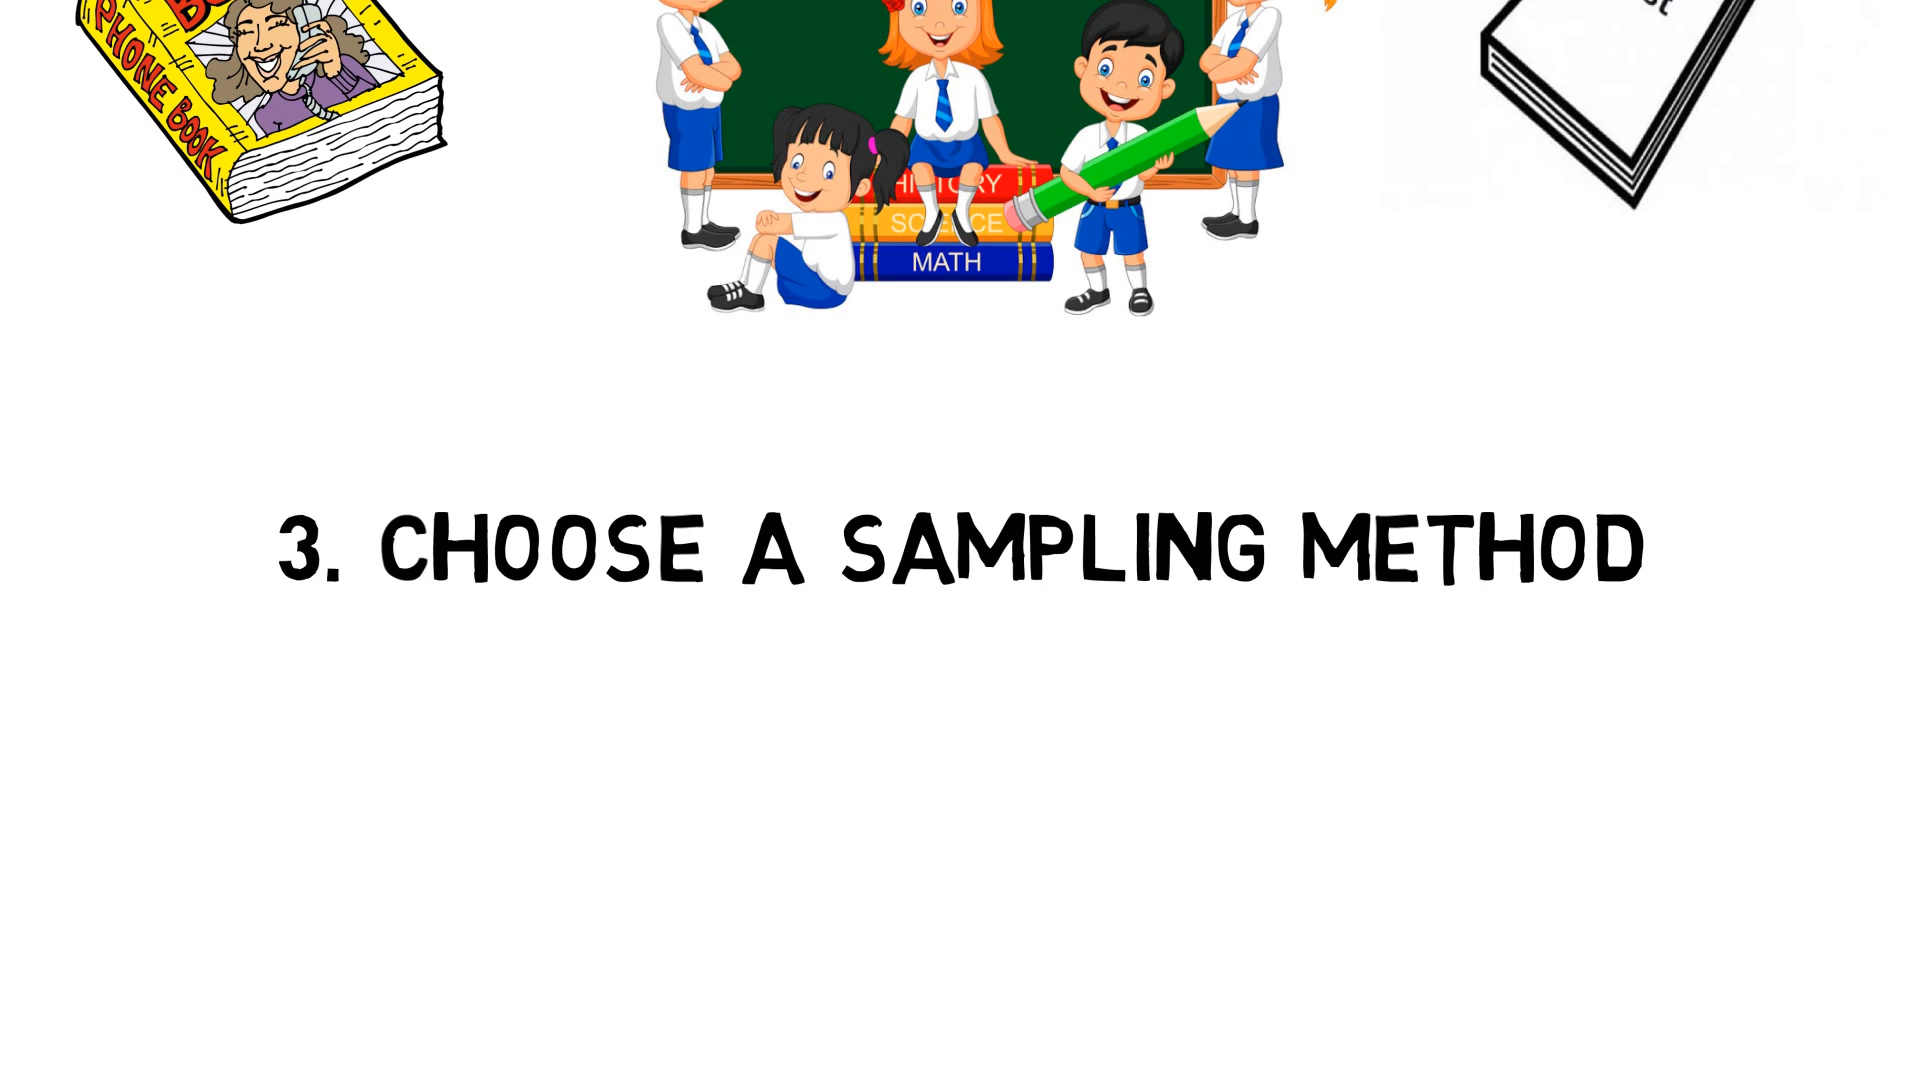 PHONE BOOK
HISTORY
SCIENCE
MATH
3. CHOOSE A SAMPLING METHOD